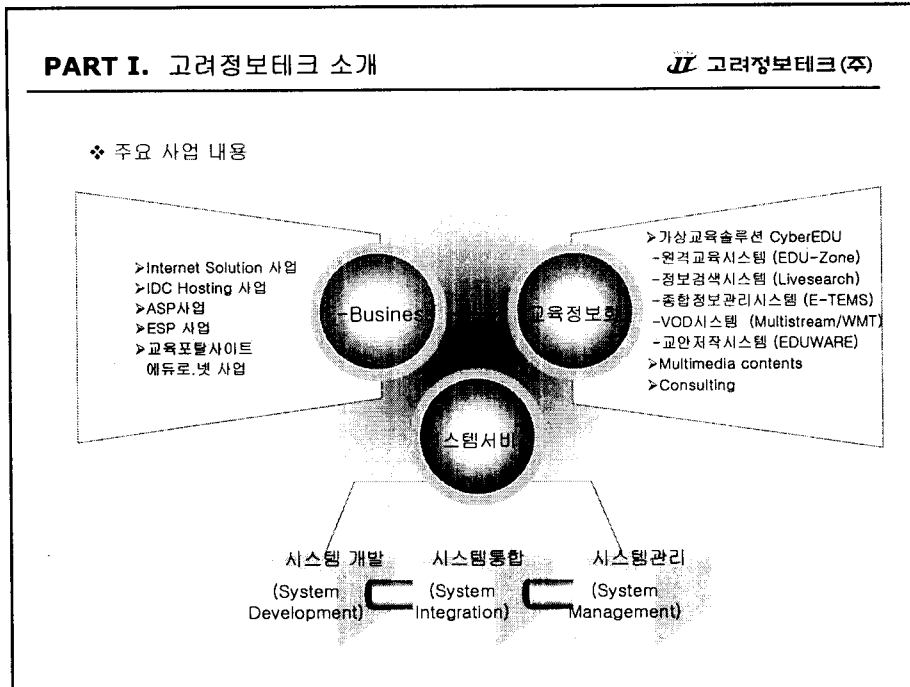 PART I. 고려정보테크 소개
고려정보테크(주)
❖ 주요 사업 내용
➢Internet Solution 사업
➢IDC Hosting 사업
➢ASP사업
➢ESP 사업
➢교육포탈사이트
에듀로.넷 사업
-Busines
교육정보화
➢가상교육솔루션 CyberEDU
-원격교육시스템 (EDU-Zone)
-정보검색시스템 (Livesearch)
-종합정보관리시스템 (E-TEMS)
-VOD시스템 (Multistream/WMT)
-교안저작시스템 (EDUWARE)
➢Multimedia contents
➢Consulting
스템서비
시스템 개발 시스템통합 시스템관리
(System (System (System
Development) Integration) Management)